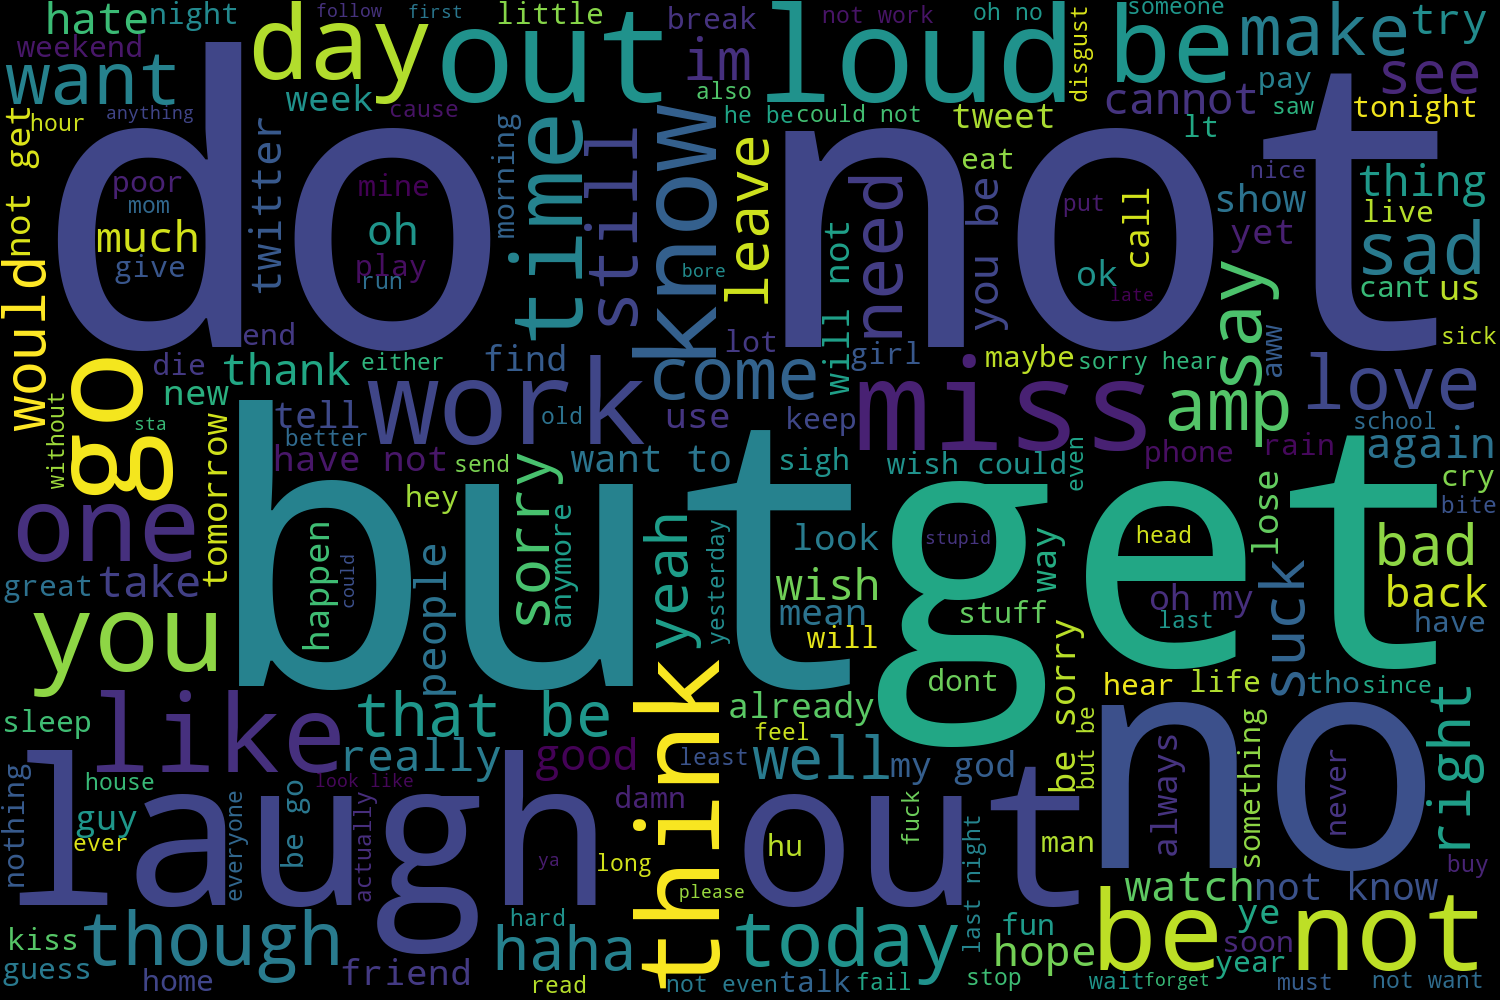 hate
night
follow
first
little
break
not work
oh no
disgust
someone
make
try
weekend
day
out
im
loud
be
see
want
week
cause
also
he be
could not
tweet
cannot
pay
saw
tonight
hour
anything
twitter
morning
time
still
know
leave
do not
eat
lt
nice
thing
not get
poor
mom
mine
oh
much
give
play
run
need
you be
put
call
show
yet
live
sad
bore
ok
late
cant
us
would
end
will not
say
sick
die
thank
either
find
lot
girl
maybe
sorry hear
aww
go
new
work
come
miss
amp
love
without
sta
tomorrow
tell
better
old
use
keep
school
again
have not
send
want to
sigh
wish could
even
phone
rain
cry
bite
one
hey
sorry
anymore
yeah
yesterday
look
but
get
stupid
head
way
lose
bad
great
take
happen
could
people
wish
mean
will
stuff
oh my
last
suck
back
have
you
dont
be sorry
hear
life
tho
since
sleep
like
that be
think
already
feel
but be
something
right
really
good
least
well
my god
no
nothing
house
look like
guy
ever
everyone
be go
actually
laugh out
damn
fuck
always
never
ya
long
hu
please
man
buy
last night
watch
not know
kiss
guess
though
hard
haha
today
fun
hope
be not
ye
soon
year
home
friend
read
not even
talk
fail
stop
wait
forget
must
not want